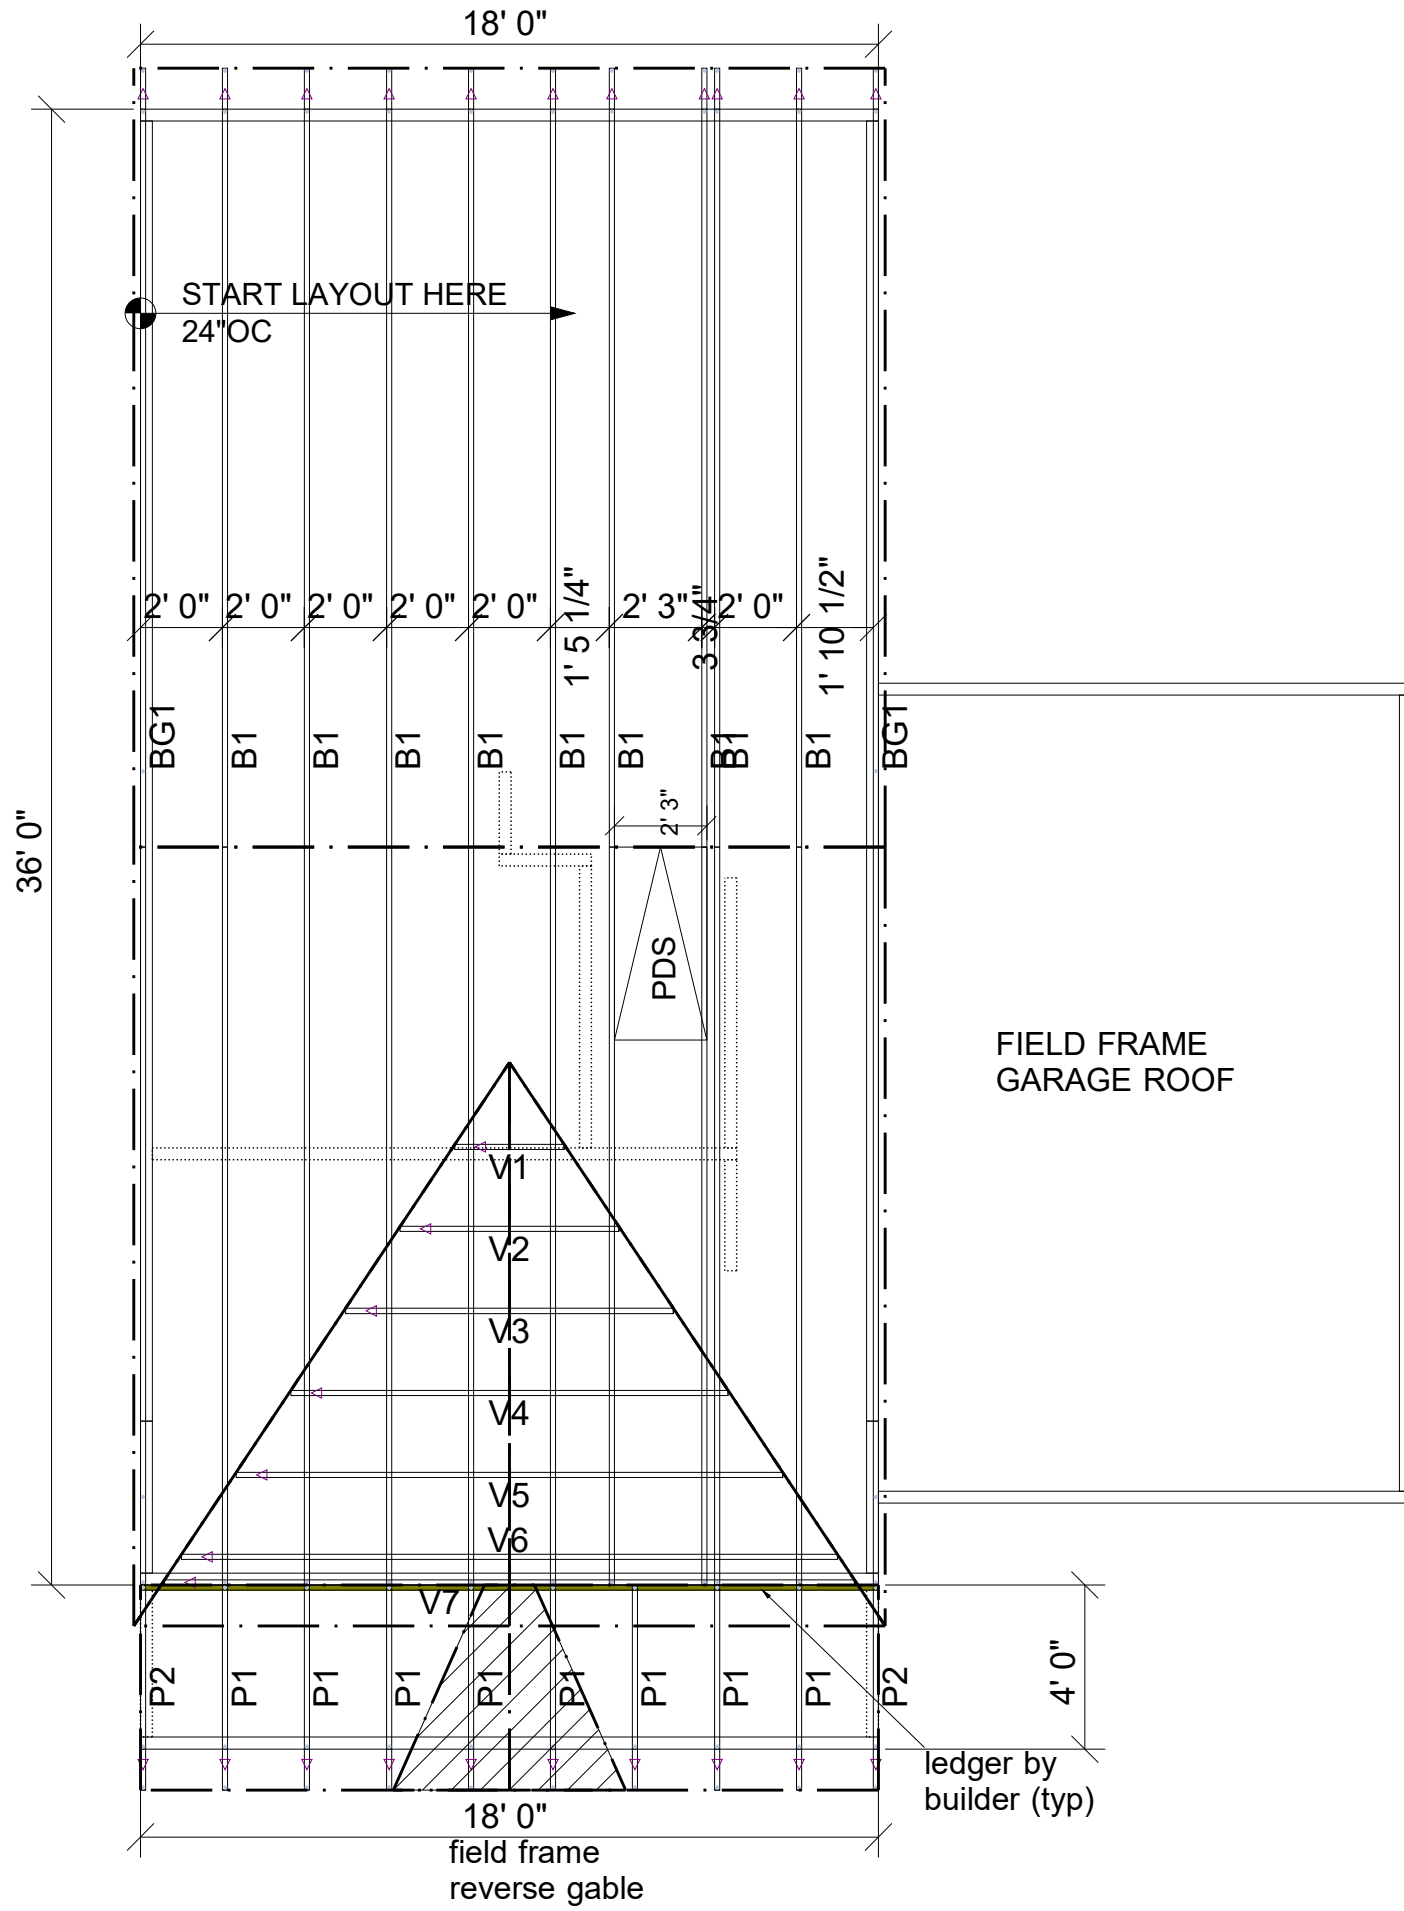 18' 0"
START LAYOUT HERE
24"OC
2' 0"
2' 0"
2' 0"
2' 0"
2' 0"
1' 5 1/4"
2' 3"
3 3/4"
2' 0"
1' 10 1/2"
BG1
B1
B1
B1
B1
B1
B1
B1
B1
B1
BG1
36' 0"
2' 3"
PDS
FIELD FRAME
GARAGE ROOF
V1
V2
V3
V4
V5
V6
V7
P2
P1
P1
P1
P1
P1
P1
P1
P1
P2
4' 0"
ledger by
builder (typ)
18' 0"
field frame
reverse gable